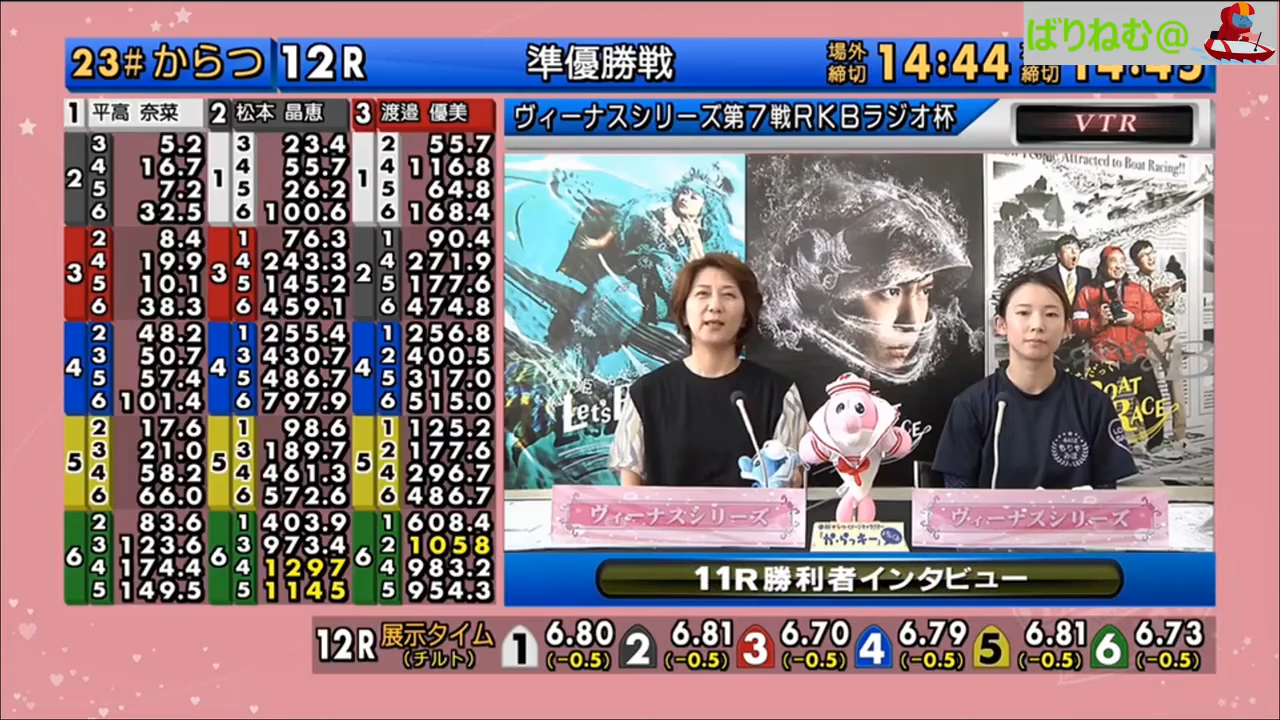 ばりねむ@
23#からつ 12R 準優勝戦 場外締切 14:44 締切 14:45
1 平高 奈菜 2 松本 晶恵 3 渡邉 優美
2 3 5.2 1 3 23.4 1 2 55.7
4 16.7 4 55.7 4 116.8
5 7.2 5 26.2 5 64.8
6 32.5 6 100.6 6 168.4
3 2 8.4 3 1 76.3 2 1 90.4
4 19.9 4 243.3 4 271.9
5 10.1 5 145.2 5 177.6
6 38.3 6 459.1 6 474.8
4 2 48.2 4 1 255.4 4 1 256.8
3 50.7 3 430.7 2 400.5
5 57.4 5 486.7 5 317.0
6 101.4 6 797.9 6 515.0
5 2 17.6 5 1 98.6 5 1 125.2
3 21.0 3 189.7 2 177.6
4 58.2 4 461.3 4 296.7
6 66.0 6 572.6 6 486.7
6 2 83.6 6 1 403.9 6 1 608.4
3 123.6 3 973.4 2 1058
4 174.4 4 1297 4 983.2
5 149.5 5 1145 5 954.3
ヴィーナスシリーズ第7戦RKBラジオ杯
VTR
Attracted to Boat Racing!!
Let's
BOAT
RACE
ヴィーナスシリーズ
「からっキー」
ヴィーナスシリーズ
11R勝利者インタビュー
12R 展示タイム (チルト) 1 6.80 (-0.5) 2 6.81 (-0.5) 3 6.70 (-0.5) 4 6.79 (-0.5) 5 6.81 (-0.5) 6 6.73 (-0.5)